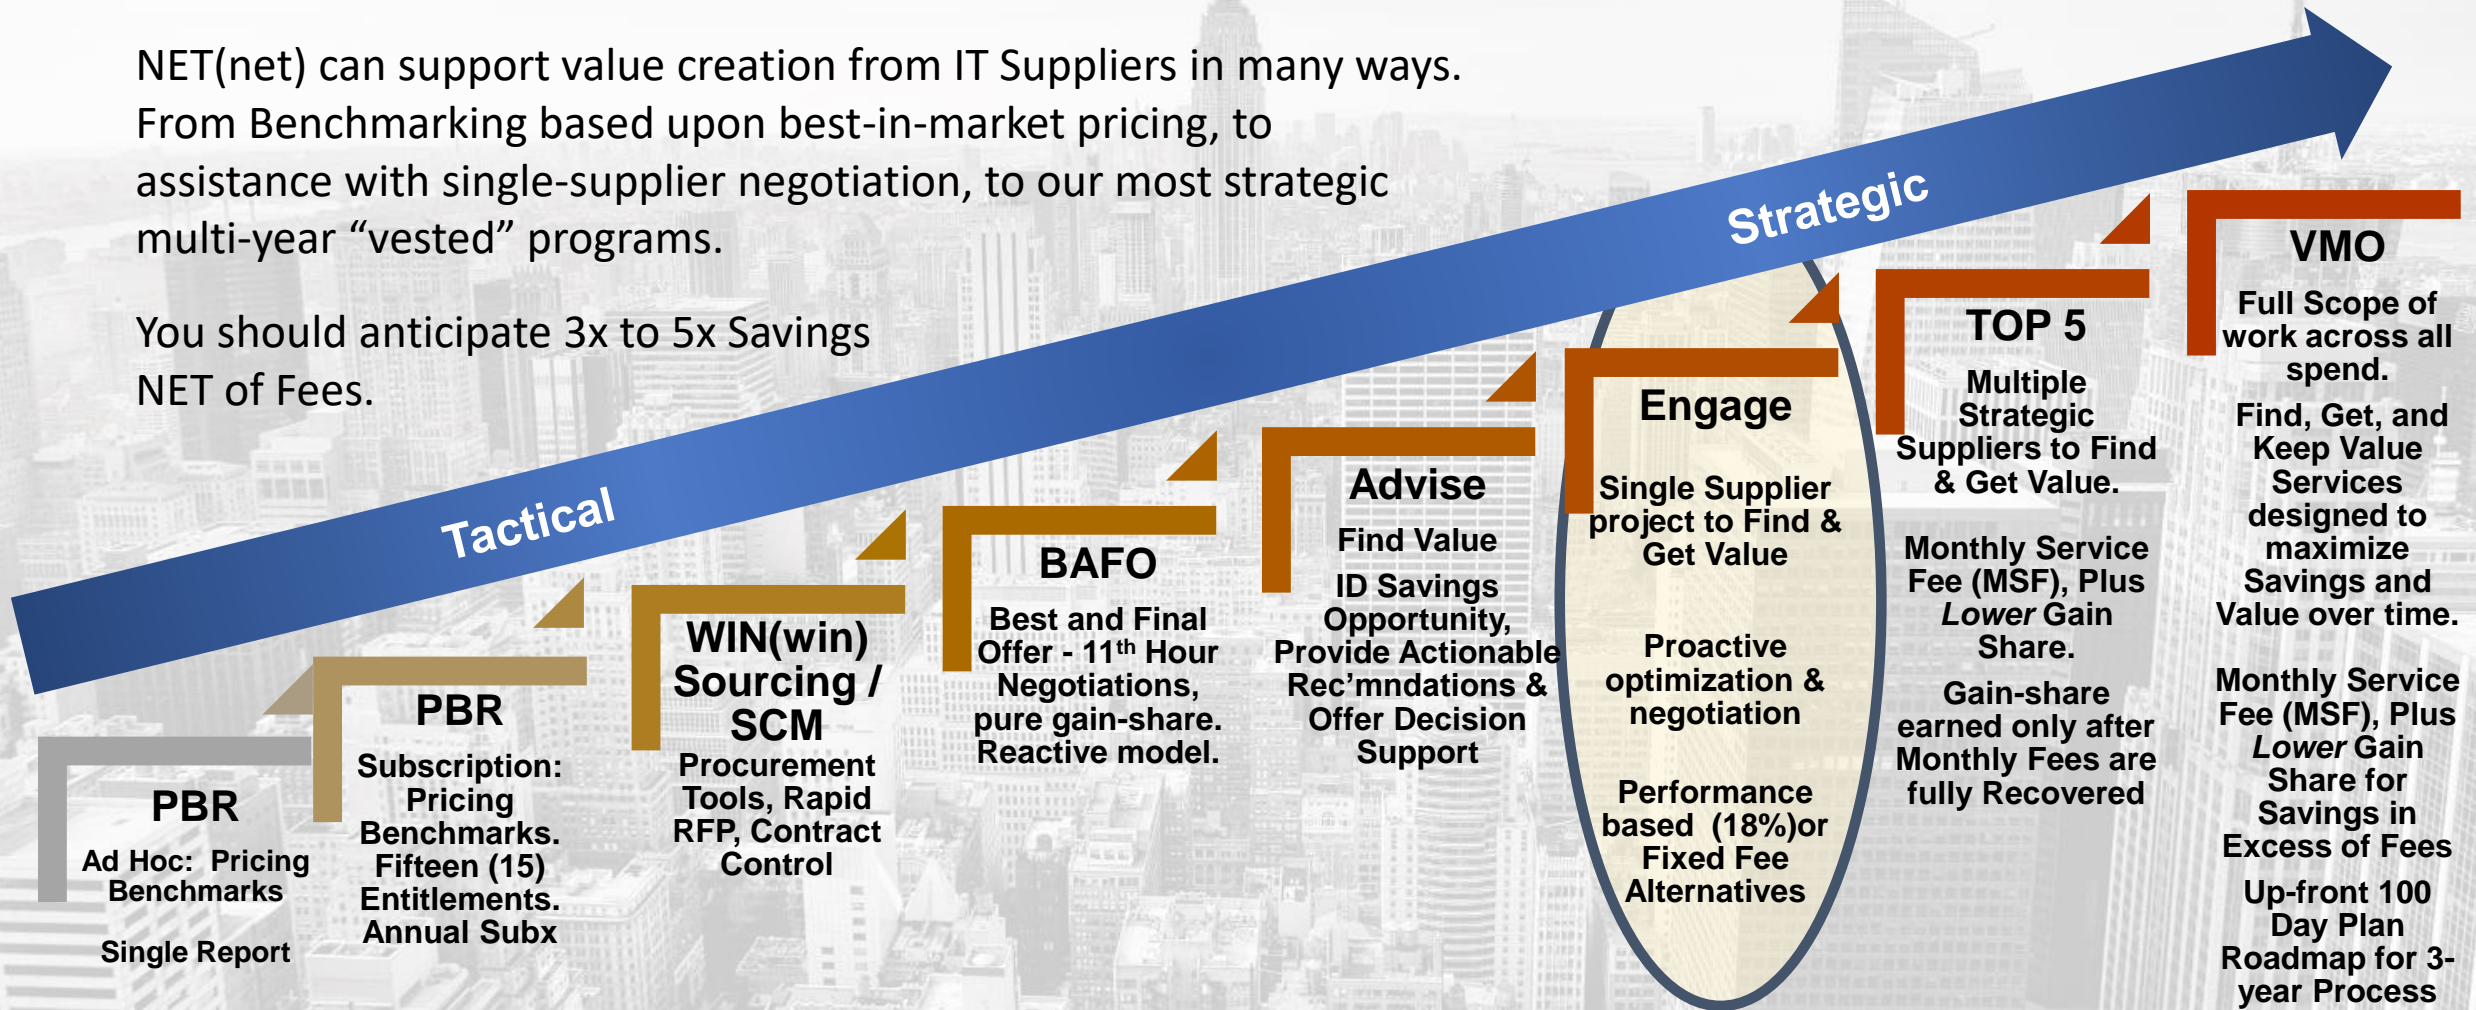 NET(net) can support value creation from IT Suppliers in many ways.
From Benchmarking based upon best-in-market pricing, to
assistance with single-supplier negotiation, to our most strategic
multi-year “vested” programs.
You should anticipate 3x to 5x Savings
NET of Fees.
Tactical
Strategic
PBR
Ad Hoc: Pricing
Benchmarks
Single Report
PBR
Subscription:
Pricing
Benchmarks.
Fifteen (15)
Entitlements.
Annual Subx
WIN(win)
Sourcing /
SCM
Procurement
Tools, Rapid
RFP, Contract
Control
BAFO
Best and Final
Offer - 11th Hour
Negotiations,
pure gain-share.
Reactive model.
Advise
Find Value
ID Savings
Opportunity,
Provide Actionable
Rec’mndations &
Offer Decision
Support
Engage
Single Supplier
project to Find &
Get Value
Proactive
optimization &
negotiation
Performance
based (18%)or
Fixed Fee
Alternatives
TOP 5
Multiple
Strategic
Suppliers to Find
& Get Value.
Monthly Service
Fee (MSF), Plus
Lower Gain
Share.
Gain-share
earned only after
Monthly Fees are
fully Recovered
VMO
Full Scope of
work across all
spend.
Find, Get, and
Keep Value
Services
designed to
maximize
Savings and
Value over time.
Monthly Service
Fee (MSF), Plus
Lower Gain
Share for
Savings in
Excess of Fees
Up-front 100
Day Plan
Roadmap for 3-
year Process